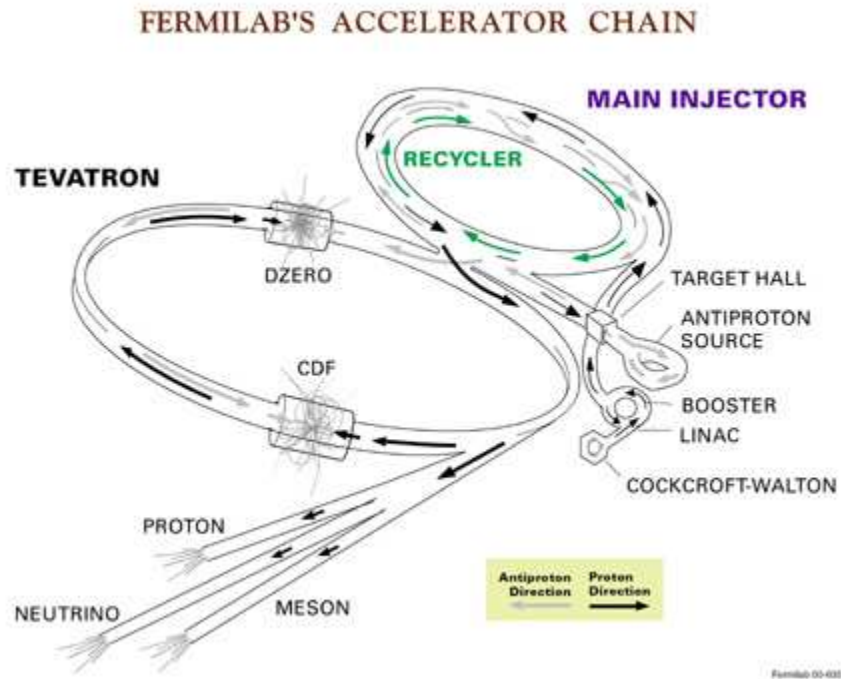 FERMILAB'S ACCELERATOR CHAIN
MAIN INJECTOR
RECYCLER
TEVATRON
DZERO
TARGET HALL
ANTIPROTON
SOURCE
CDF
BOOSTER
LINAC
COCKCROFT-WALTON
PROTON
NEUTRINO
MESON
Antiproton
Direction
Proton
Direction
Fermilab